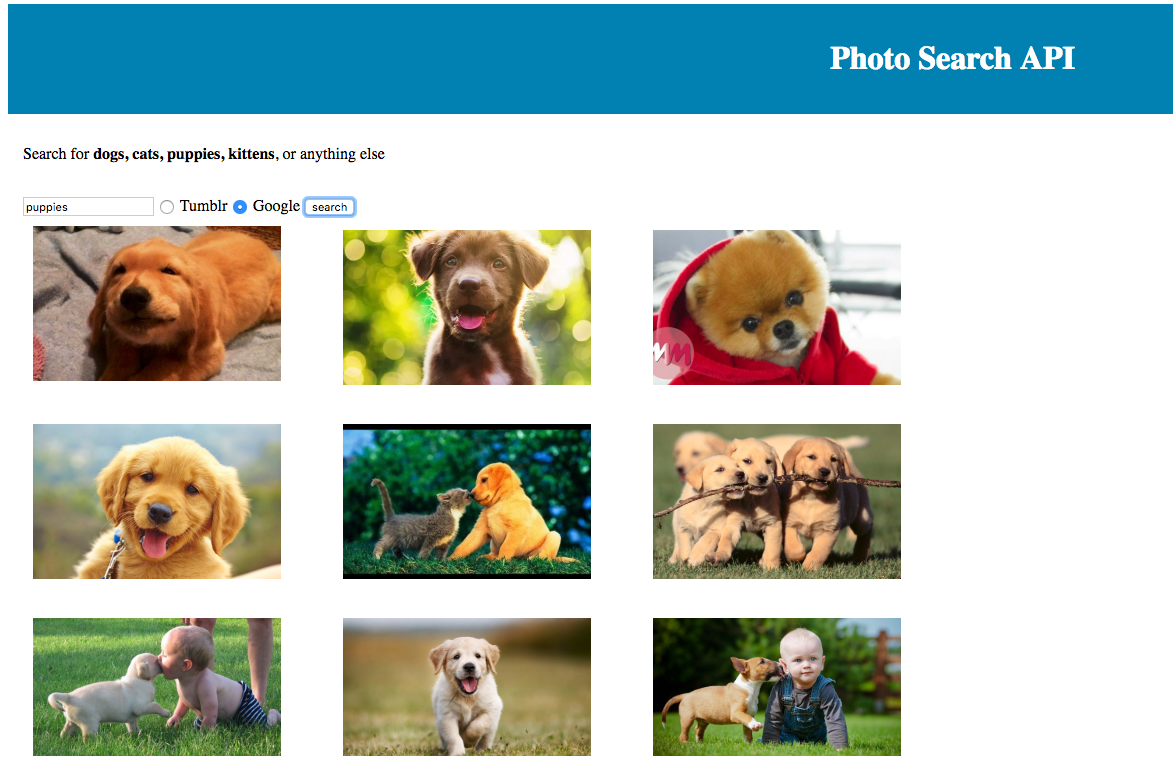 Photo Search API
Search for dogs, cats, puppies, kittens, or anything else
puppies Tumblr Google search
M